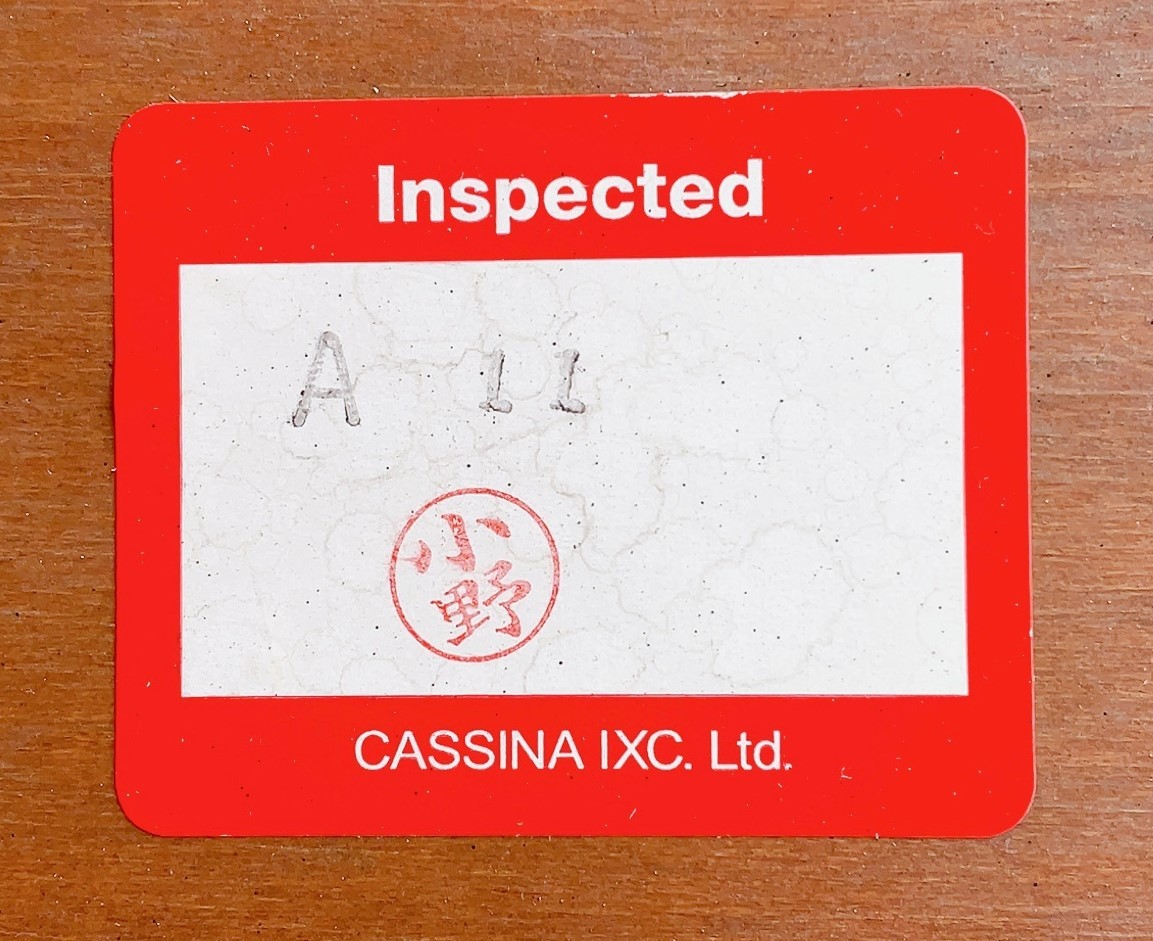 Inspected
A 11
小野
CASSINA IXC. Ltd.